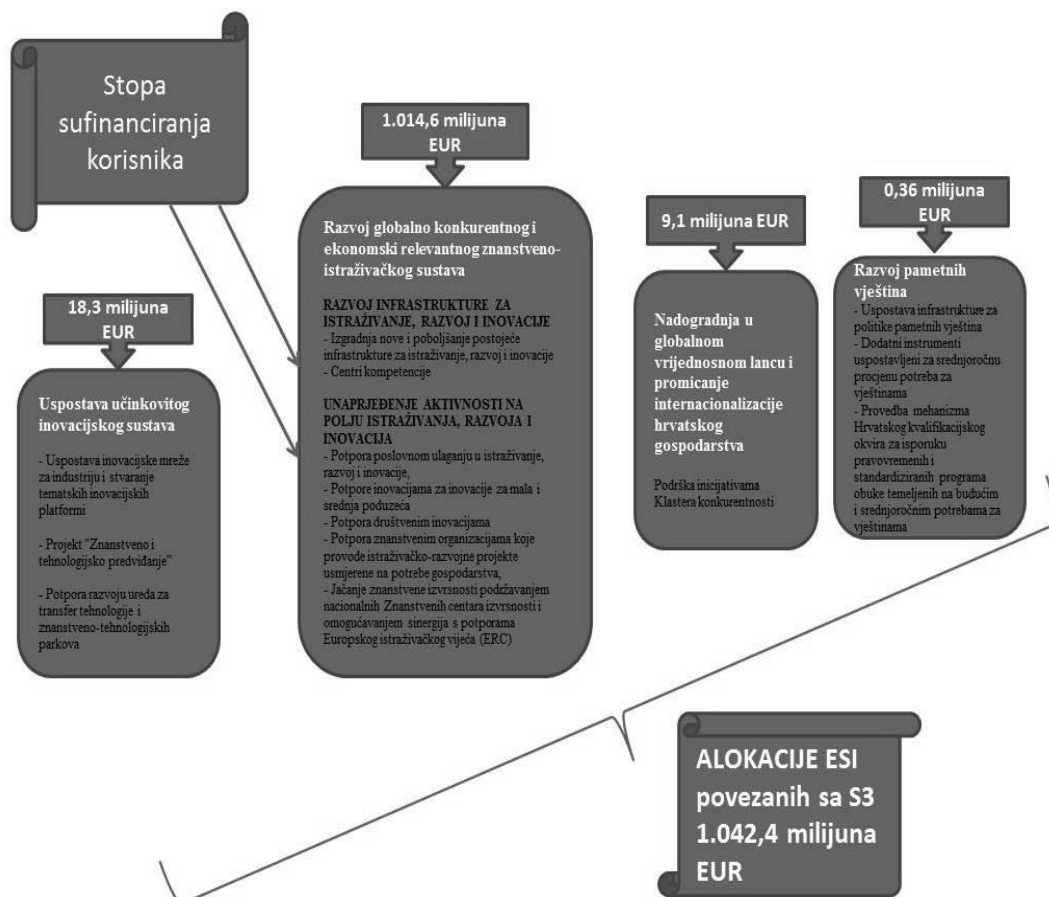 Stopa
sufinanciranja
korisnika
18,3 milijuna
EUR
Uspostava učinkovitog
inovacijskog sustava
- Uspostava inovacijske mreže
za industriju i stvaranje
tematskih inovacijskih
platformi
- Projekt "Znanstveno i
tehnologijsko predviđanje"
- Potpora razvoju ureda za
transfer tehnologije i
znanstveno-tehnologijskih
parkova
1.014,6 milijuna
EUR
Razvoj globalno konkurentnog i
ekonomski relevantnog znanstveno-
istraživačkog sustava
RAZVOJ INFRASTRUKTURE ZA
ISTRAŽIVANJE, RAZVOJ I INOVACIJE
- Izgradnja nove i poboljšanje postojeće
infrastrukture za istraživanje, razvoj i inovacije
- Centri kompetencije
UNAPRJEĐENJE AKTIVNOSTI NA
POLJU ISTRAŽIVANJA, RAZVOJA I
INOVACIJA
- Potpora poslovnom ulaganju u istraživanje,
razvoj i inovacije,
- Potpore inovacijama za inovacije za mala i
srednja poduzeća
- Potpora društvenim inovacijama
- Potpora znanstvenim organizacijama koje
provode istraživačko-razvojne projekte
usmjerene na potrebe gospodarstva,
- Jačanje znanstvene izvrsnosti podržavanjem
nacionalnih Znanstvenih centara izvrsnosti i
omogućavanjem sinergija s potporama
Europskog istraživačkog vijeća (ERC)
9,1 milijuna EUR
Nadogradnja u
globalnom
vrijednosnom lancu i
promicanje
internacionalizacije
hrvatskog
gospodarstva
Podrška inicijativama
Klastera konkurentnosti
0,36 milijuna
EUR
Razvoj pametnih
vještina
- Uspostava infrastrukture za
politike pametnih vještina
- Dodatni instrumenti
uspostavljeni za srednjoročnu
procjenu potreba za
vještinama
- Provedba mehanizma
Hrvatskog kvalifikacijskog
okvira za isporuku
pravovremenih i
standardiziranih programa
obuke temeljenih na budućim
i srednjoročnim potrebama za
vještinama
ALOKACIJE ESI
povezanih sa S3
1.042,4 milijuna
EUR